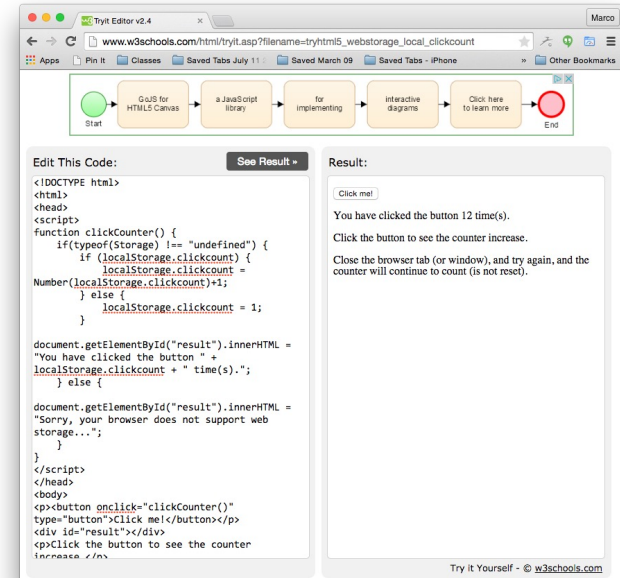 Tryit Editor v2.4
Marco
www.w3schools.com/html/tryit.asp?filename=tryhtml5_webstorage_local_clickcount
Apps Pin It Classes Saved Tabs July 11 Saved March 09 Saved Tabs - iPhone » Other Bookmarks
Start
GoJS for
HTML5 Canvas
a JavaScript
library
for
implementing
interactive
diagrams
Click here
to learn more
End
Edit This Code:
See Result »
<!DOCTYPE html>
<html>
<head>
<script>
function clickCounter() {
    if(typeof(Storage) !== "undefined") {
        if (localStorage.clickcount) {
            localStorage.clickcount =
Number(localStorage.clickcount)+1;
        } else {
            localStorage.clickcount = 1;
        }

document.getElementById("result").innerHTML =
"You have clicked the button " +
localStorage.clickcount + " time(s).";
    } else {

document.getElementById("result").innerHTML =
"Sorry, your browser does not support web
storage...";
    }
}
</script>
</head>
<body>
<p><button onclick="clickCounter()"
type="button">Click me!</button></p>
<div id="result"></div>
<p>Click the button to see the counter
increase.</p>
Result:
Click me!
You have clicked the button 12 time(s).
Click the button to see the counter increase.
Close the browser tab (or window), and try again, and the
counter will continue to count (is not reset).
Try it Yourself - © w3schools.com